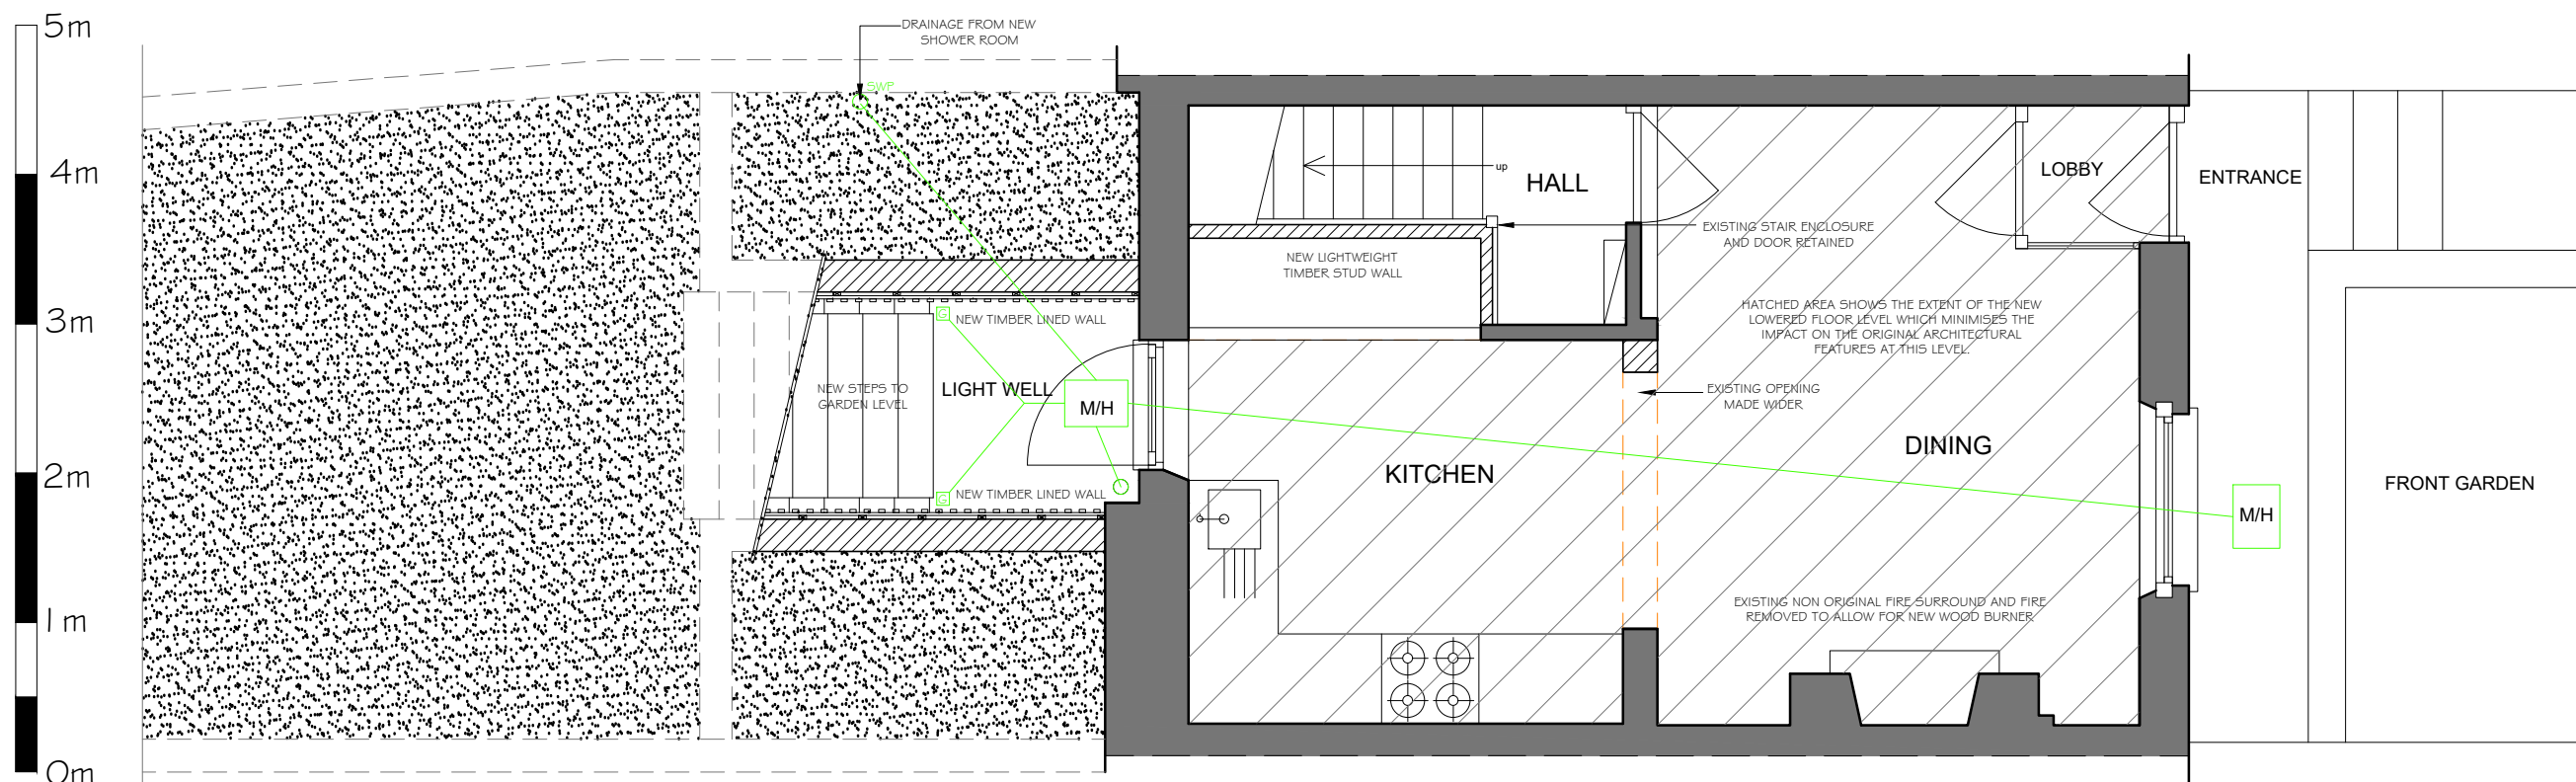 5m
4m
3m
2m
1m
0m
DRAINAGE FROM NEW
SHOWER ROOM
SWP
up
HALL
LOBBY
ENTRANCE
EXISTING STAIR ENCLOSURE
AND DOOR RETAINED
NEW LIGHTWEIGHT
TIMBER STUD WALL
HATCHED AREA SHOWS THE EXTENT OF THE NEW
LOWERED FLOOR LEVEL WHICH MINIMISES THE
IMPACT ON THE ORIGINAL ARCHITECTURAL
FEATURES AT THIS LEVEL.
G
NEW TIMBER LINED WALL
NEW STEPS TO
GARDEN LEVEL
LIGHT WELL
M/H
EXISTING OPENING
MADE WIDER
KITCHEN
DINING
G
NEW TIMBER LINED WALL
M/H
FRONT GARDEN
EXISTING NON ORIGINAL FIRE SURROUND AND FIRE
REMOVED TO ALLOW FOR NEW WOOD BURNER